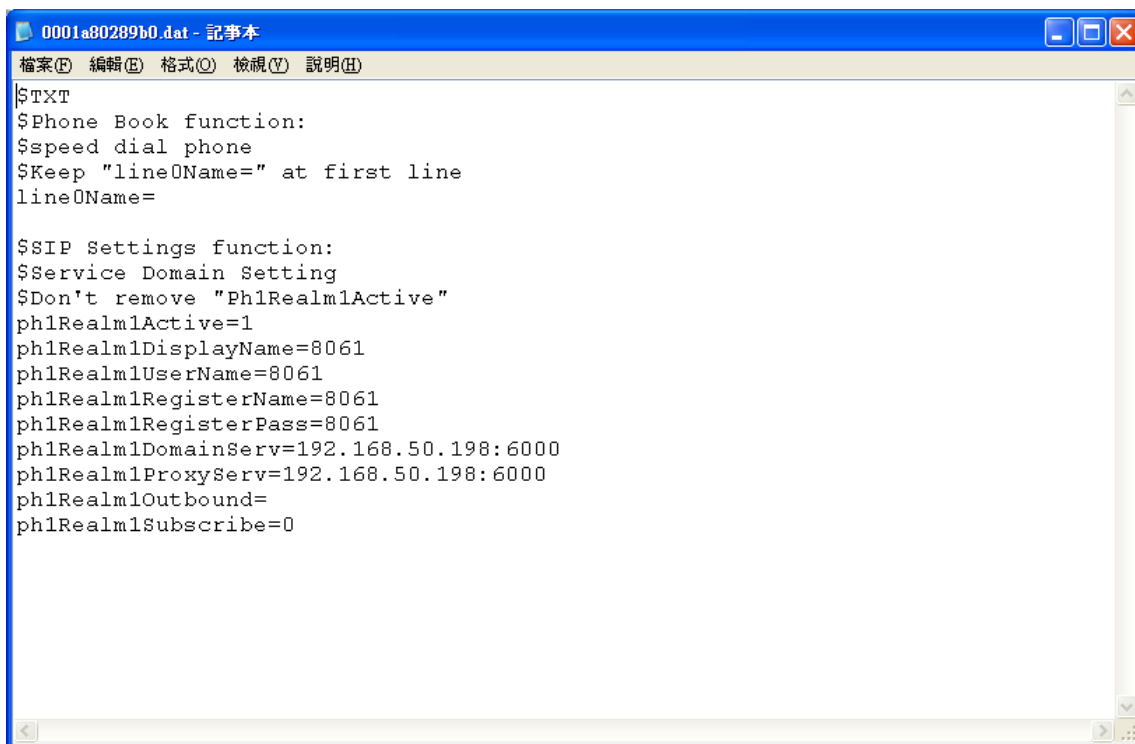 0001a80289b0.dat - 記事本
檔案(F) 編輯(E) 格式(O) 檢視(V) 說明(H)
$TXT
$Phone Book function:
$speed dial phone
$Keep "line0Name=" at first line
line0Name=
$SIP Settings function:
$Service Domain Setting
$Don't remove "Ph1Realm1Active"
ph1Realm1Active=1
ph1Realm1DisplayName=8061
ph1Realm1UserName=8061
ph1Realm1RegisterName=8061
ph1Realm1RegisterPass=8061
ph1Realm1DomainServ=192.168.50.198:6000
ph1Realm1ProxyServ=192.168.50.198:6000
ph1Realm1Outbound=
ph1Realm1Subscribe=0